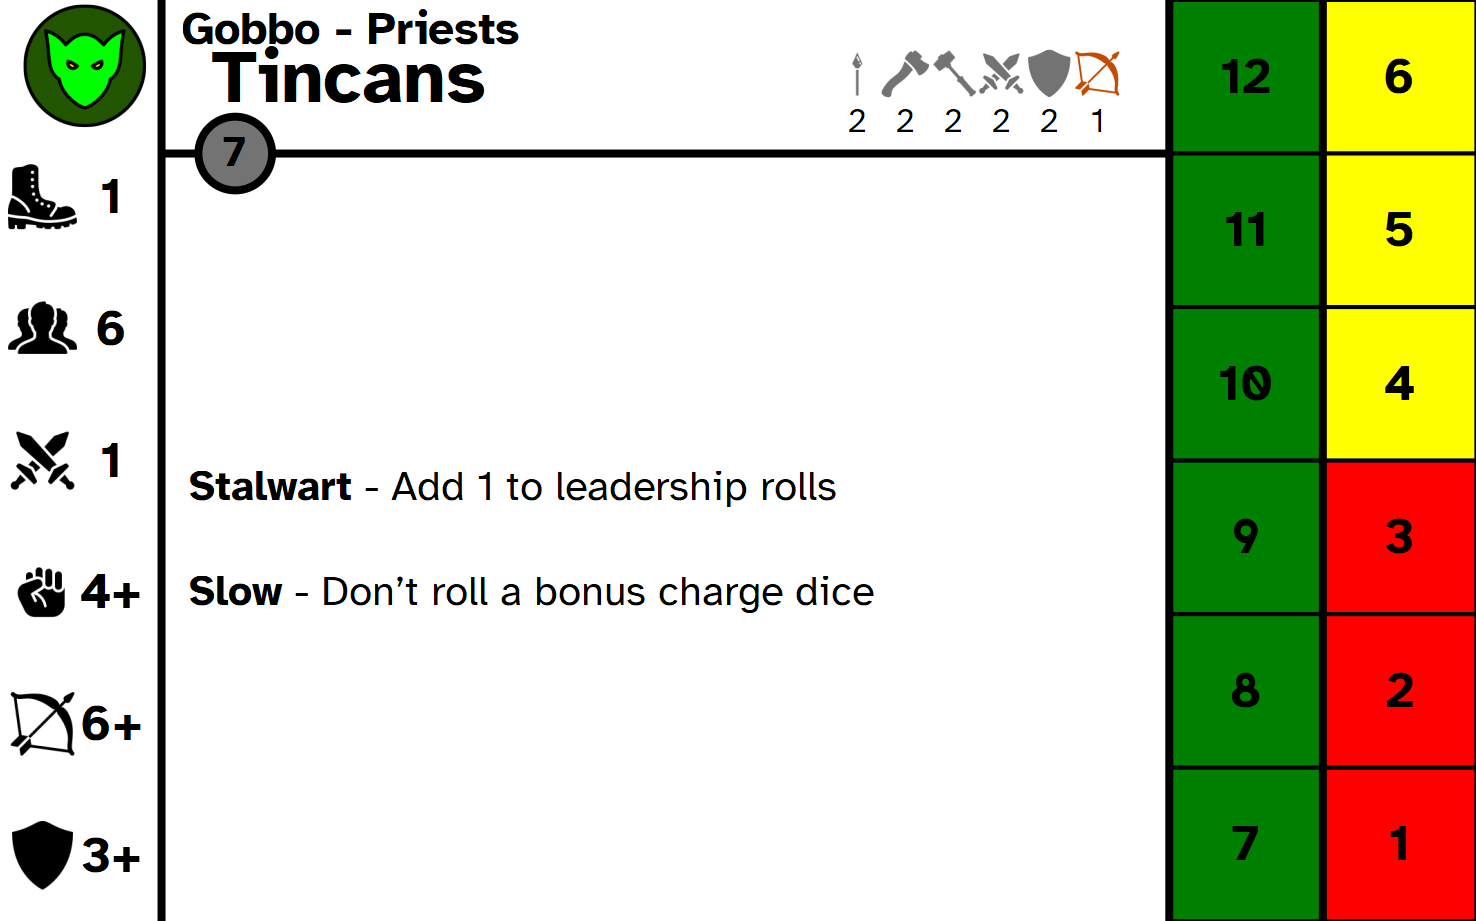 Gobbo - Priests
Tincans
2 2 2 2 2 1
7
1
6
1
4+
6+
3+
Stalwart - Add 1 to leadership rolls
Slow - Don’t roll a bonus charge dice
12 6
11 5
10 4
9 3
8 2
7 1